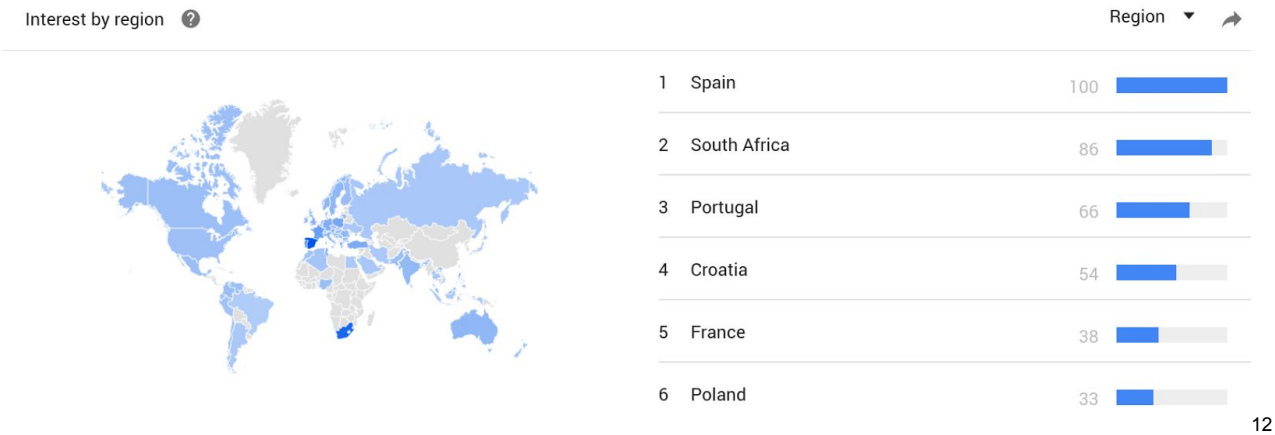 Interest by region ? Region
1 Spain 100
2 South Africa 86
3 Portugal 66
4 Croatia 54
5 France 38
6 Poland 33
12